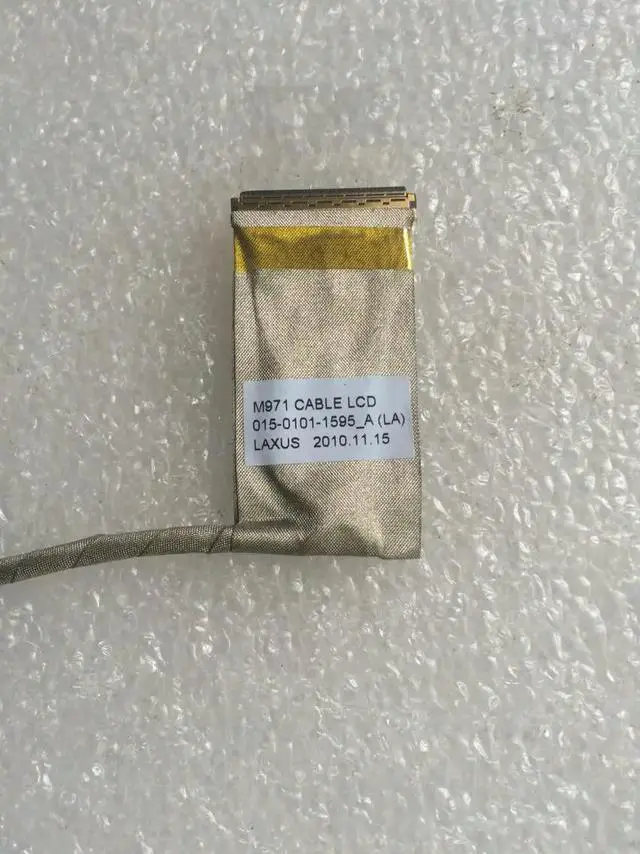 M971 CABLE LCD
015-0101-1595_A (LA)
LAXUS 2010.11.15